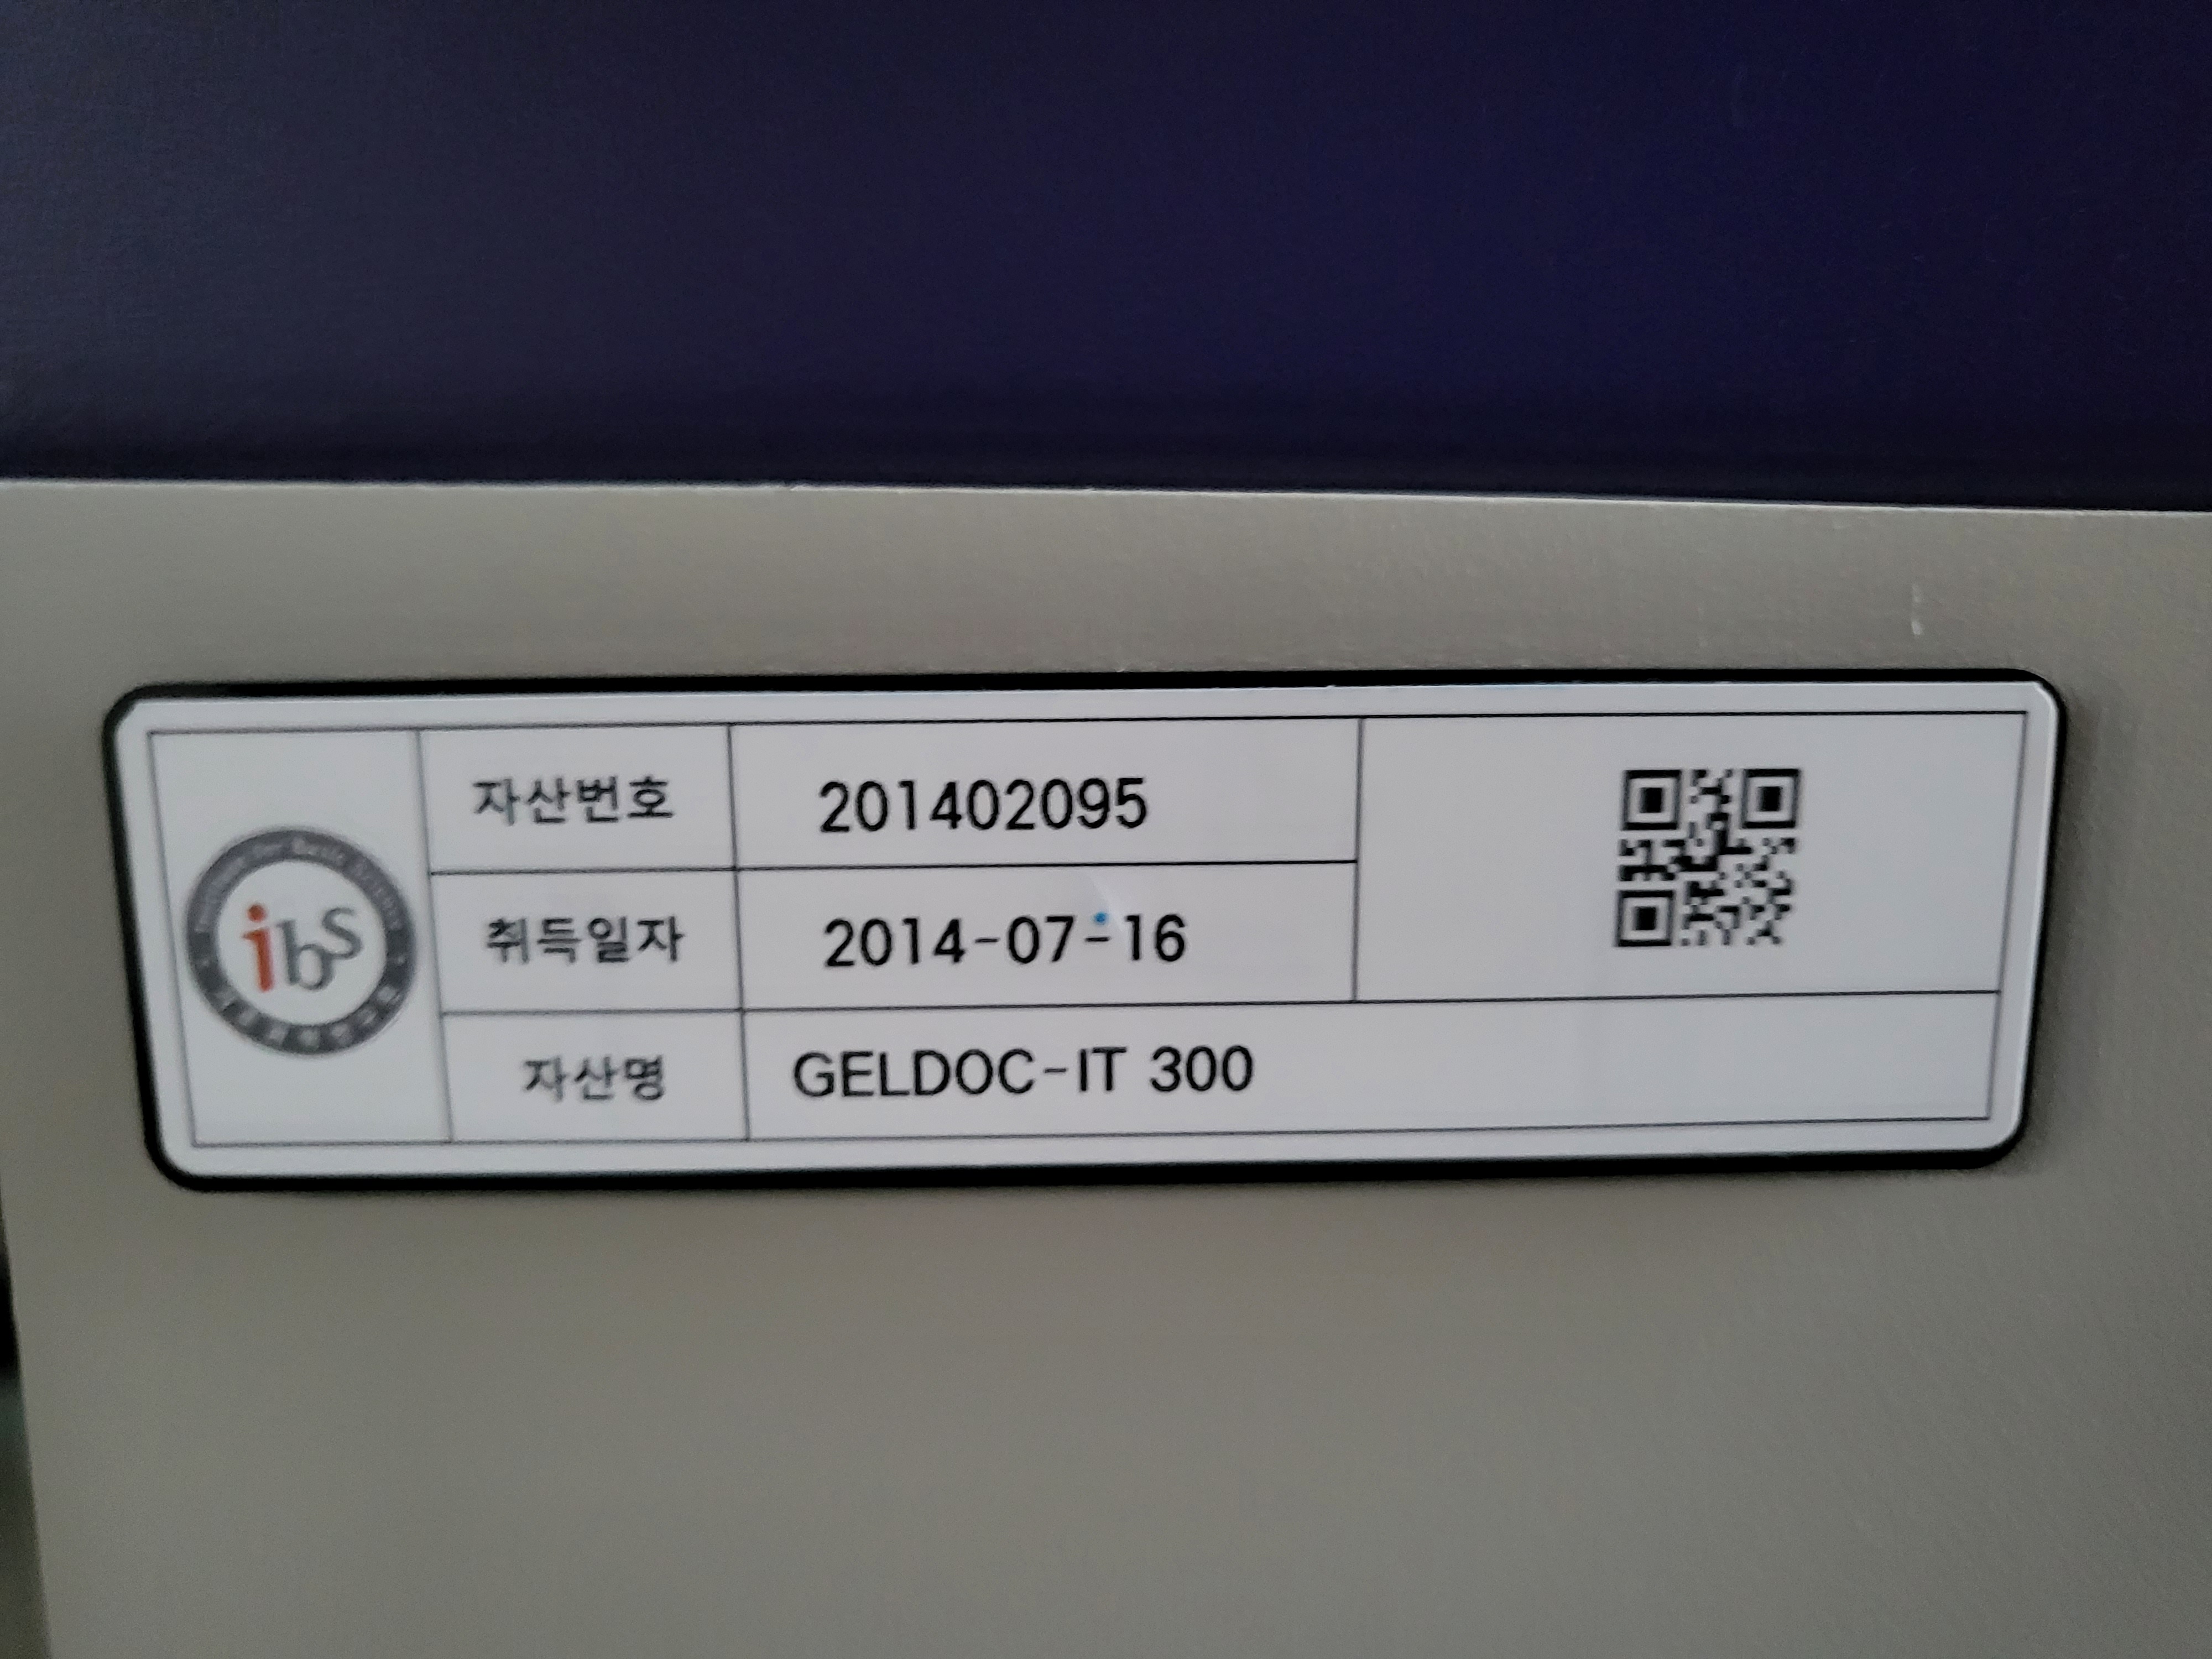 ibs
자산번호 201402095
취득일자 2014-07-16
자산명 GELDOC-IT 300